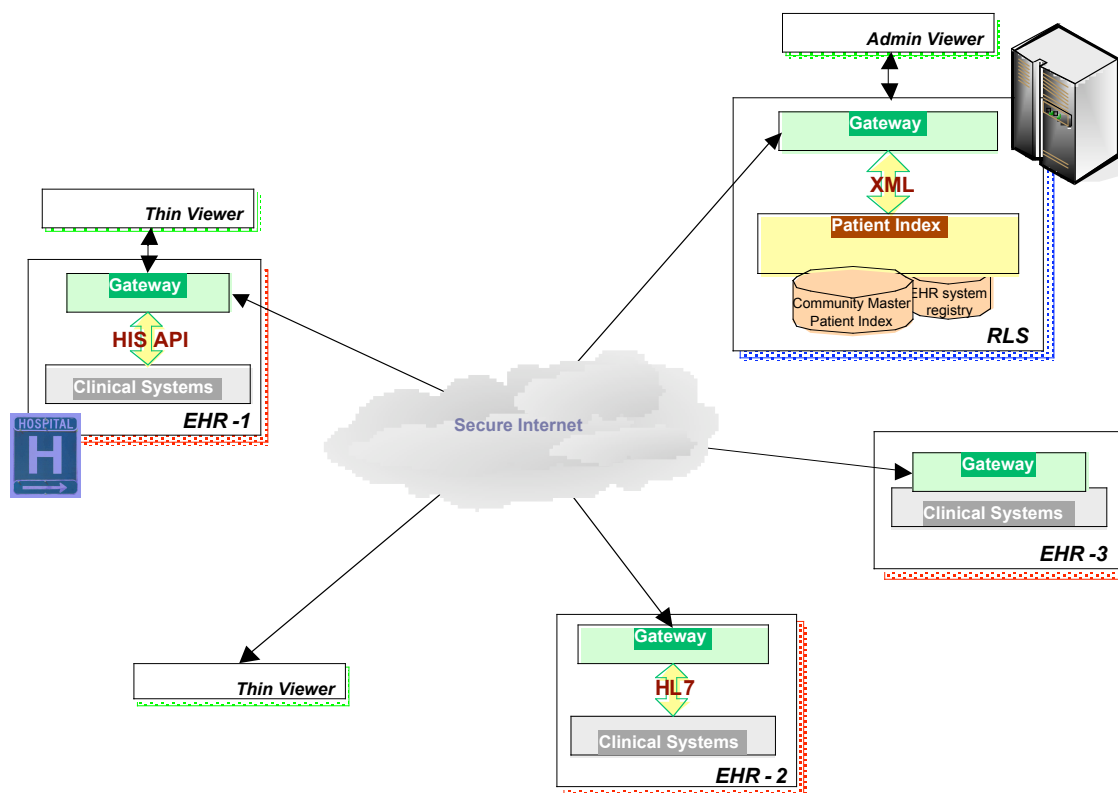 Admin Viewer
Gateway
XML
Patient Index
Community Master
Patient Index
EHR system
registry
RLS
Thin Viewer
Gateway
HIS API
Clinical Systems
EHR -1
HOSPITAL
H
Secure Internet
Gateway
Clinical Systems
EHR -3
Thin Viewer
Gateway
HL7
Clinical Systems
EHR - 2